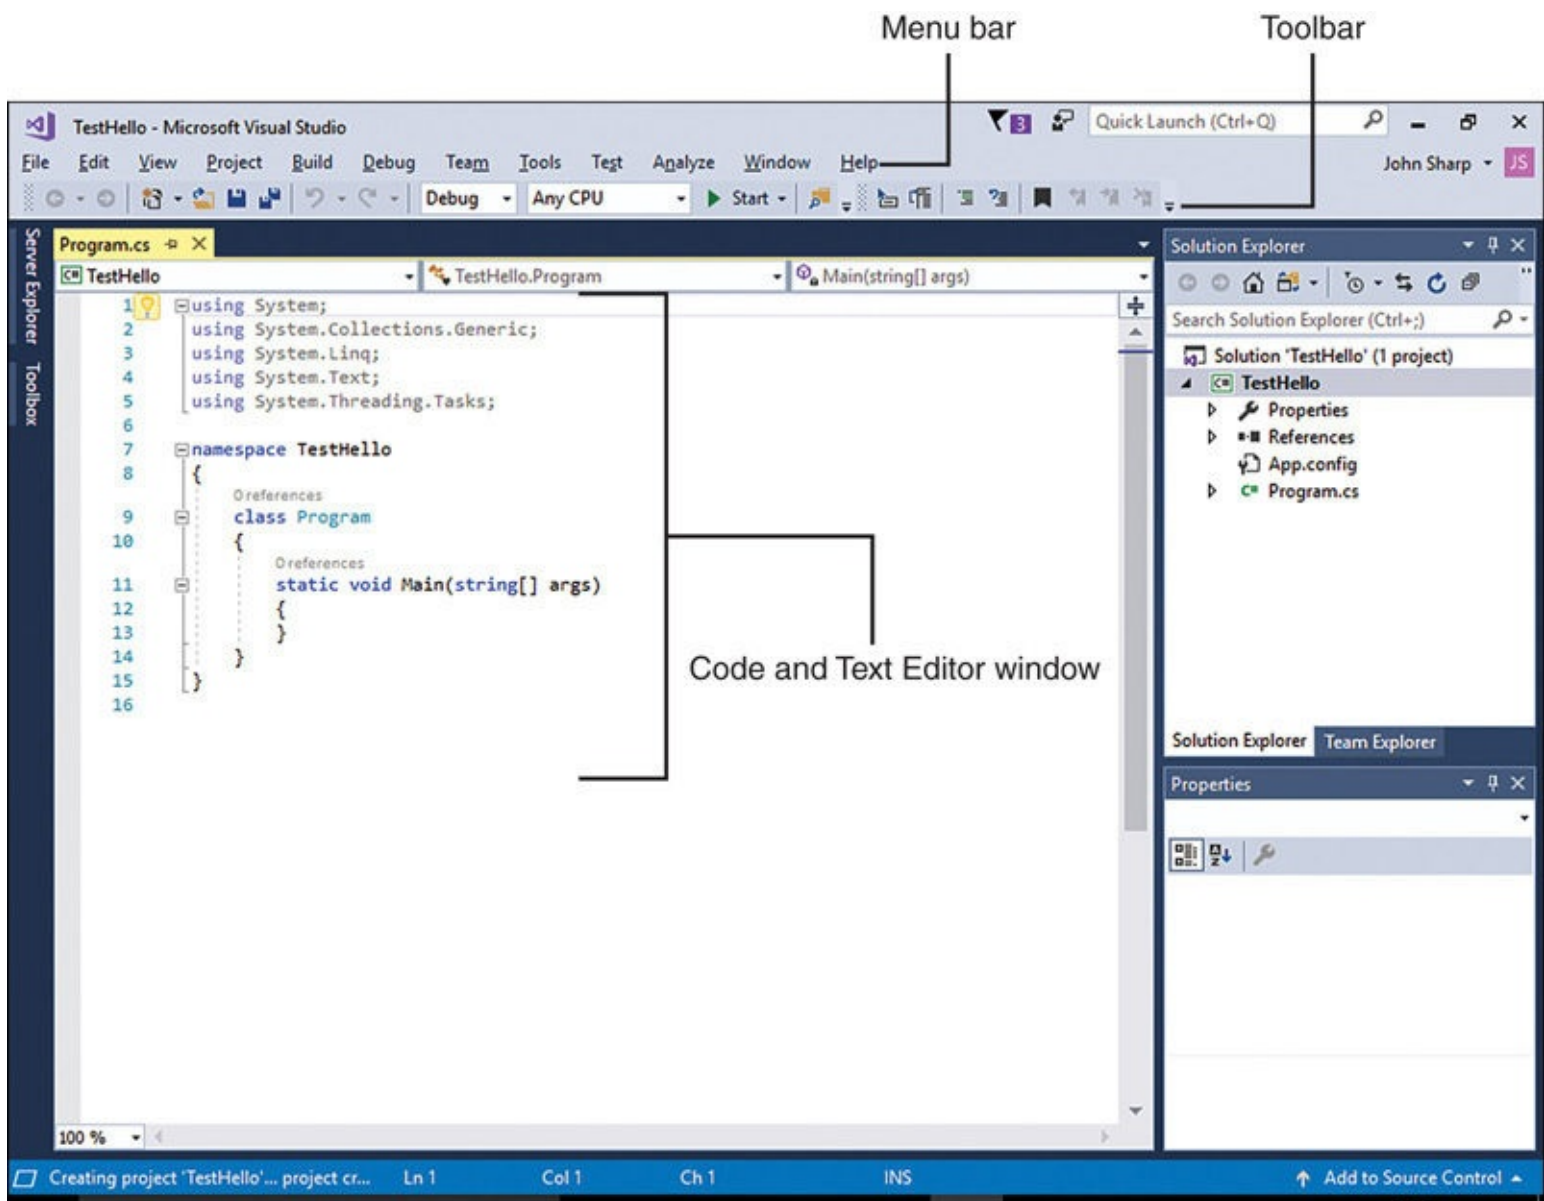 Menu bar
Toolbar
TestHello - Microsoft Visual Studio
3
Quick Launch (Ctrl+Q)
File Edit View Project Build Debug Team Tools Test Analyze Window Help
John Sharp
JS
Debug
Any CPU
Start
Server Explorer
Toolbox
Program.cs
TestHello
TestHello.Program
Main(string[] args)
1 using System;
2 using System.Collections.Generic;
3 using System.Linq;
4 using System.Text;
5 using System.Threading.Tasks;
6
7 namespace TestHello
8 {
0 references
9 class Program
10 {
0 references
11 static void Main(string[] args)
12 {
13 }
14 }
15 }
16
Code and Text Editor window
Solution Explorer
Search Solution Explorer (Ctrl+;)
Solution 'TestHello' (1 project)
C# TestHello
Properties
References
App.config
C# Program.cs
Solution Explorer Team Explorer
Properties
100 %
Creating project 'TestHello'... project cr... Ln 1 Col 1 Ch 1 INS Add to Source Control